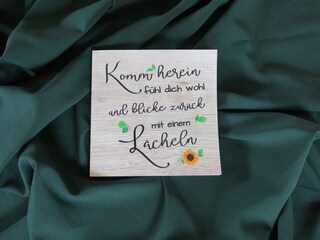 Komm herein
fühl dich wohl
und blicke zurück
mit einem
Lächeln